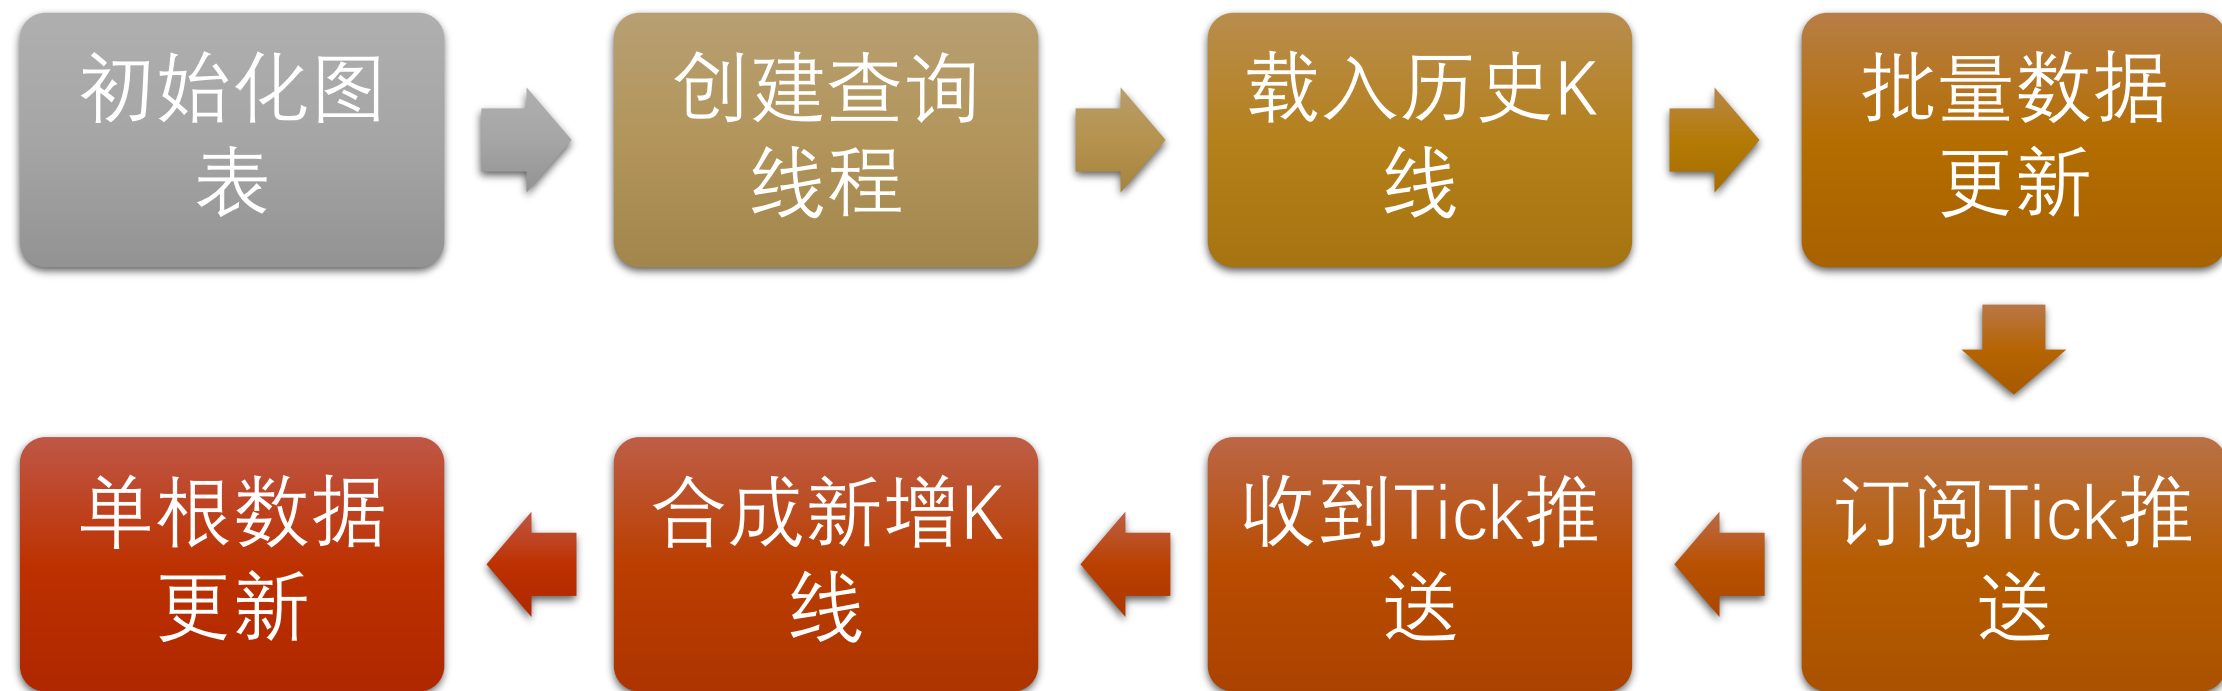 初始化图
表
创建查询
线程
载入历史K
线
批量数据
更新
订阅Tick推
送
收到Tick推
送
合成新增K
线
单根数据
更新